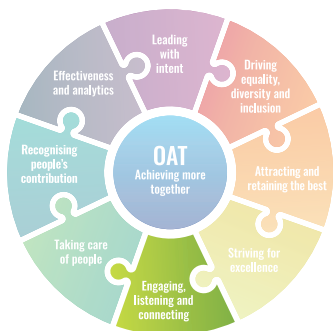 Leading
with
intent
Driving
equality,
diversity and
inclusion
Attracting and
retaining the best
Striving for
excellence
Engaging,
listening and
connecting
Taking care
of people
Recognising
people's
contribution
Effectiveness
and analytics
OAT
Achieving more
together